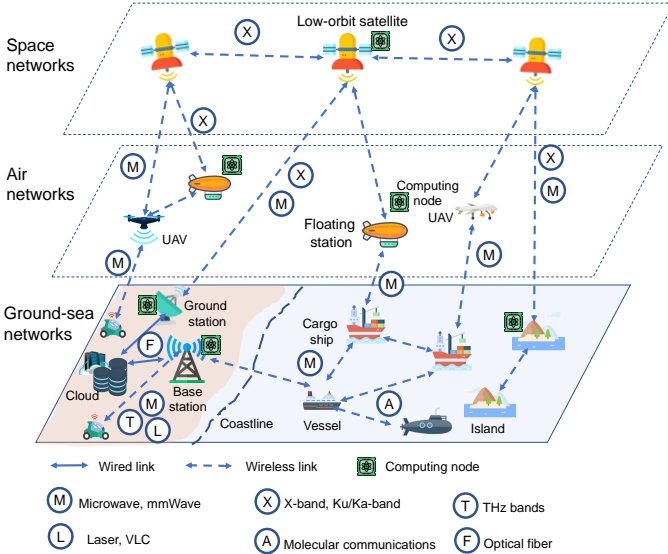 Low-orbit satellite
Space
networks
X
X
X
M
Air
networks
X
X
M
M
Computing
node
UAV
Floating
station
UAV
M
M
M
Ground-sea
networks
Ground
station
Cargo
ship
F
M
Cloud
Base
station
M
T
L
Coastline
Vessel
A
Island
Wired link
Wireless link
Computing node
M
Microwave, mmWave
X
X-band, Ku/Ka-band
T
THz bands
L
Laser, VLC
A
Molecular communications
F
Optical fiber